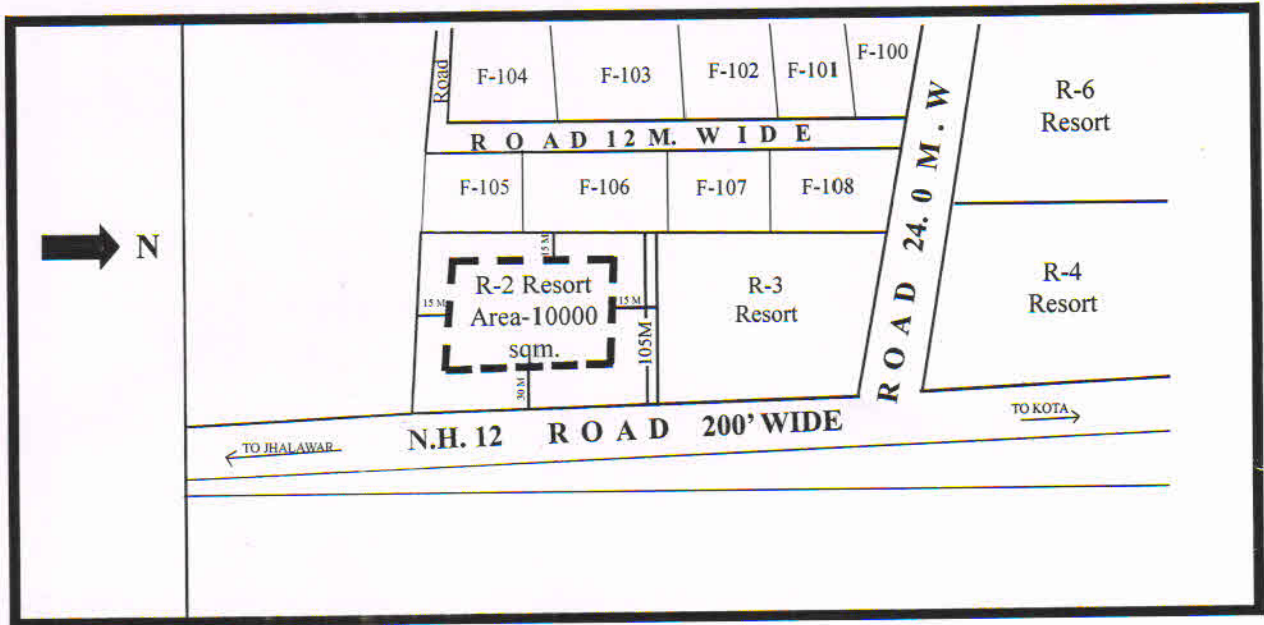 N
Road
F-104
F-103
F-102
F-101
F-100
R-6
Resort
ROAD 12 M. WIDE
F-105
F-106
F-107
F-108
ROAD 24.0 M.W
15 M
15 M
R-2 Resort
Area-10000
sqm.
15 M
105M
30 M
R-3
Resort
R-4
Resort
TO JHALAWAR
N.H. 12 ROAD 200' WIDE
TO KOTA